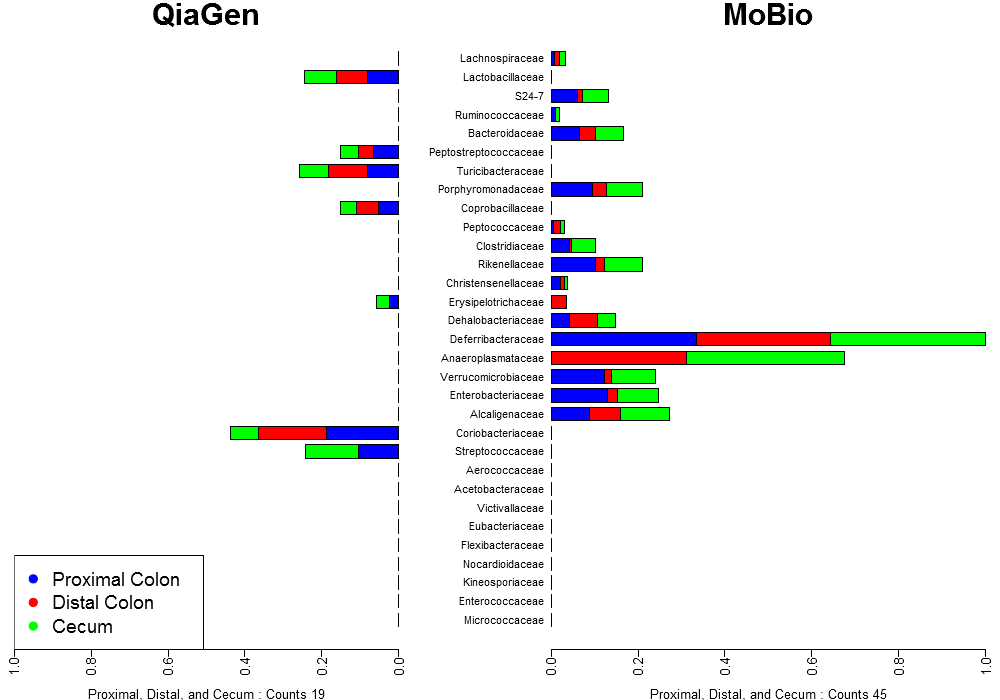 QiaGen
MoBio
Lachnospiraceae
Lactobacillaceae
S24-7
Ruminococcaceae
Bacteroidaceae
Peptostreptococcaceae
Turicibacteraceae
Porphyromonadaceae
Coprobacillaceae
Peptococcaceae
Clostridiaceae
Rikenellaceae
Christensenellaceae
Erysipelotrichaceae
Dehalobacteriaceae
Deferribacteraceae
Anaeroplasmataceae
Verrucomicrobiaceae
Enterobacteriaceae
Alcaligenaceae
Coriobacteriaceae
Streptococcaceae
Aerococcaceae
Acetobacteraceae
Victivallaceae
Eubacteriaceae
Flexibacteraceae
Nocardioidaceae
Kineosporiaceae
Enterococcaceae
Micrococcaceae
Proximal Colon
Distal Colon
Cecum
1.0 0.8 0.6 0.4 0.2 0.0
0.0 0.2 0.4 0.6 0.8 1.0
Proximal, Distal, and Cecum : Counts 19
Proximal, Distal, and Cecum : Counts 45